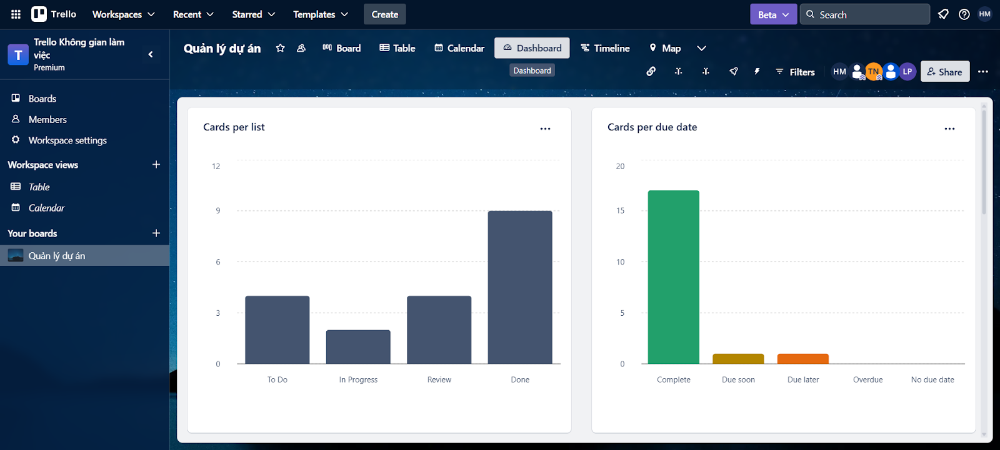 Trello
Workspaces
Recent
Starred
Templates
Create
Beta
Search
HM
T
Trello Không gian làm
việc
Premium
Boards
Members
Workspace settings
Workspace views
Table
Calendar
Your boards
Quản lý dự án
Quản lý dự án
Board
Table
Calendar
Dashboard
Timeline
Map
Dashboard
Filters
HM
TN
LP
Share
Cards per list
12
9
6
3
0
To Do
In Progress
Review
Done
Cards per due date
20
15
10
5
0
Complete
Due soon
Due later
Overdue
No due date